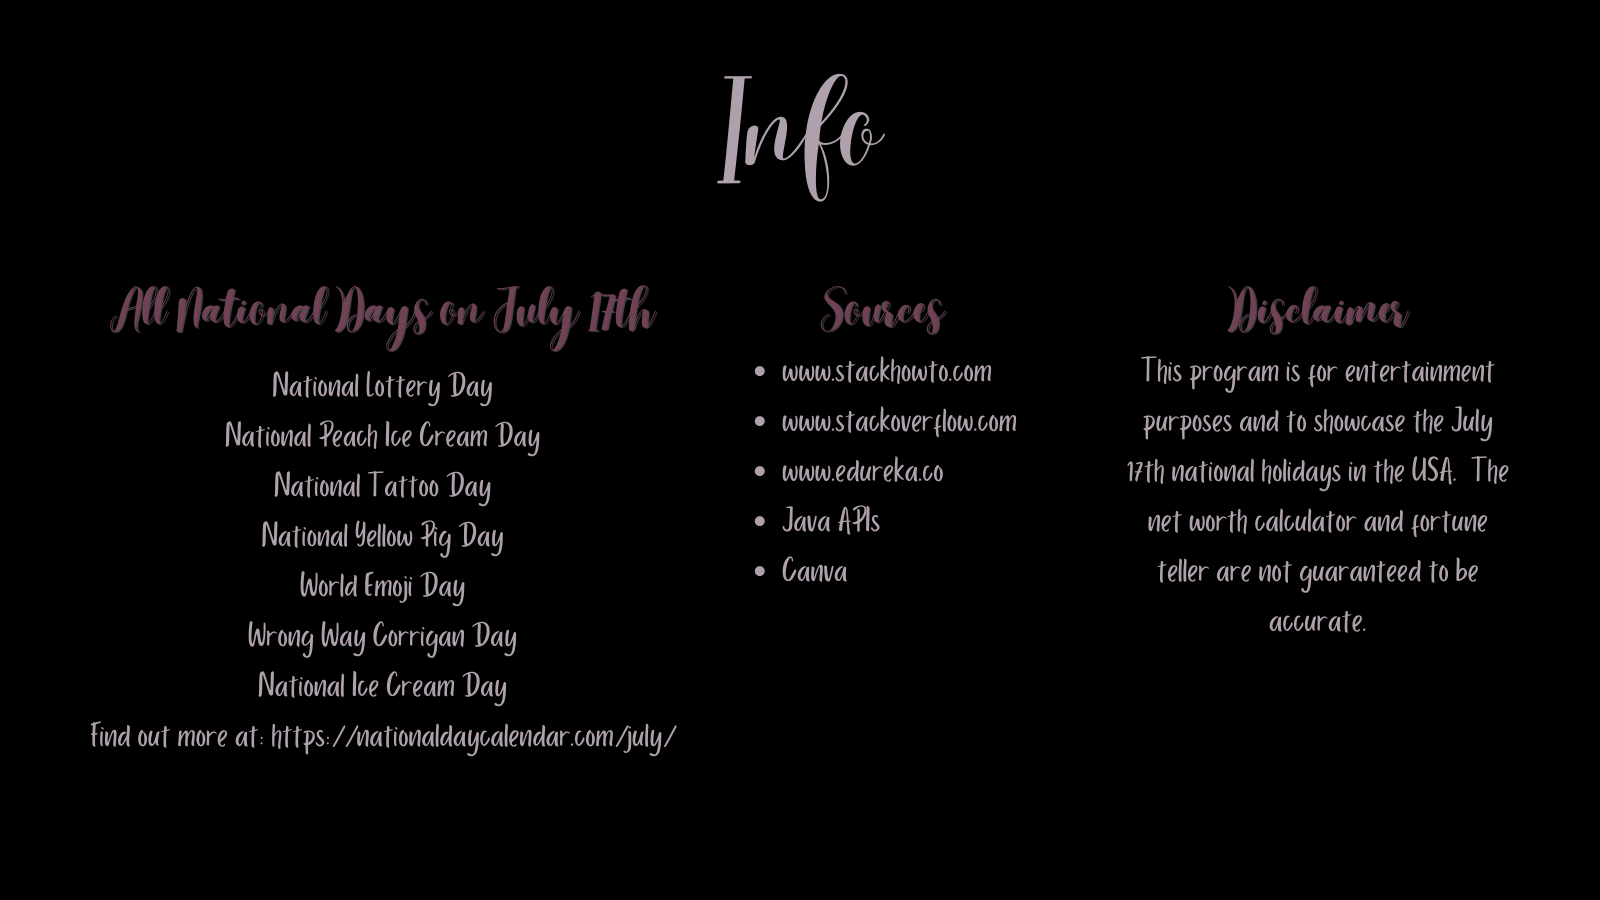 Info
All National Days on July 17th
National Lottery Day
National Peach Ice Cream Day
National Tattoo Day
National Yellow Pig Day
World Emoji Day
Wrong Way Corrigan Day
National Ice Cream Day
Find out more at: https://nationaldaycalendar.com/july/
Sources
• www.stackhowto.com
• www.stackoverflow.com
• www.edureka.co
• Java APIs
• Canva
Disclaimer
This program is for entertainment
purposes and to showcase the July
17th national holidays in the USA. The
net worth calculator and fortune
teller are not guaranteed to be
accurate.